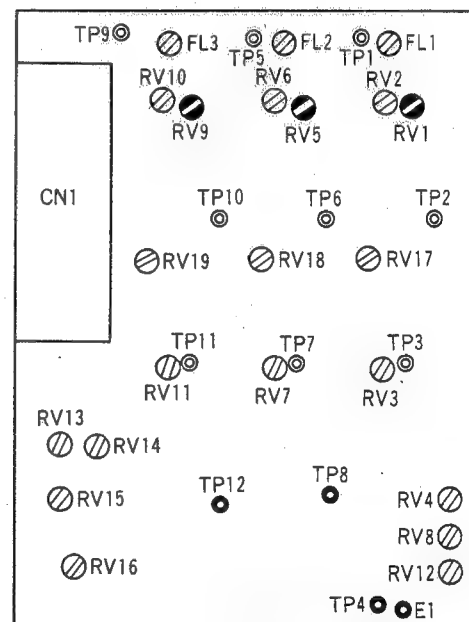 TP9 FL3 TP5 FL2 TP1 FL1
RV10 RV6 RV2
RV9 RV5 RV1
CN1 TP10 TP6 TP2
RV19 RV18 RV17
TP11 TP7 TP3
RV11 RV7 RV3
RV13
RV14
RV15 TP12 TP8 RV4
RV8
RV16 RV12
TP4 E1